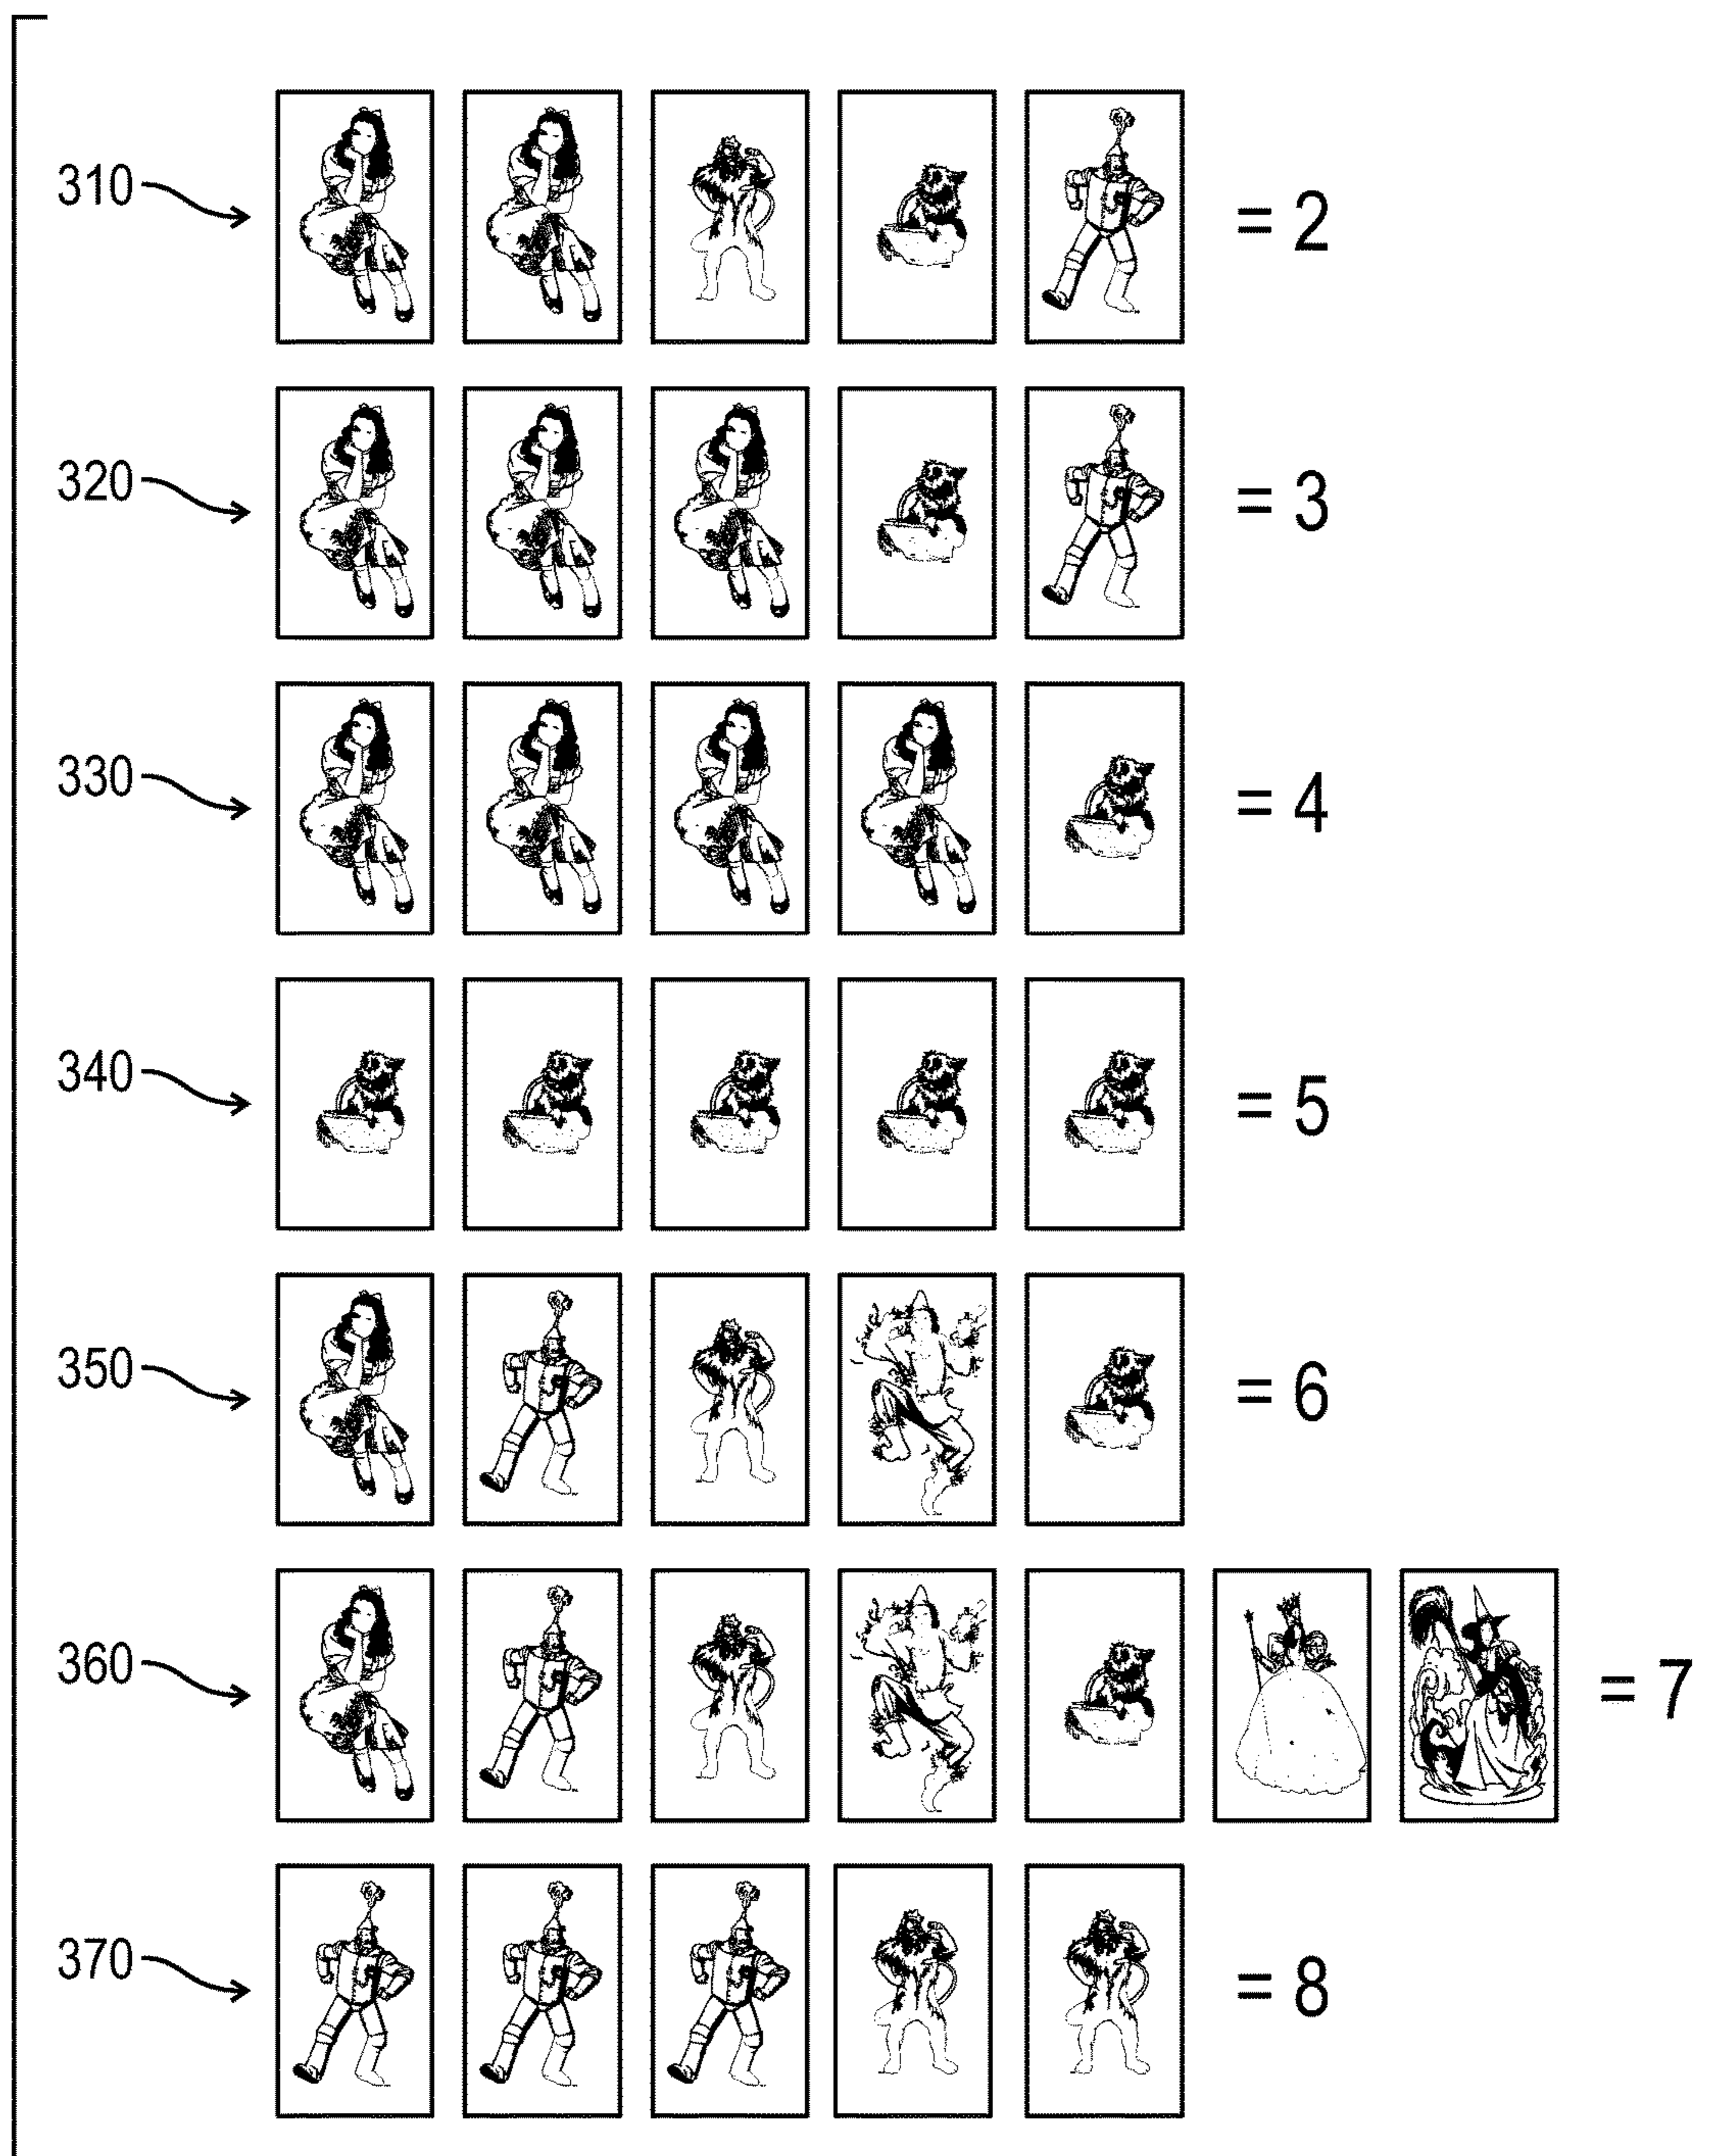 310 = 2
320 = 3
330 = 4
340 = 5
350 = 6
360 = 7
370 = 8